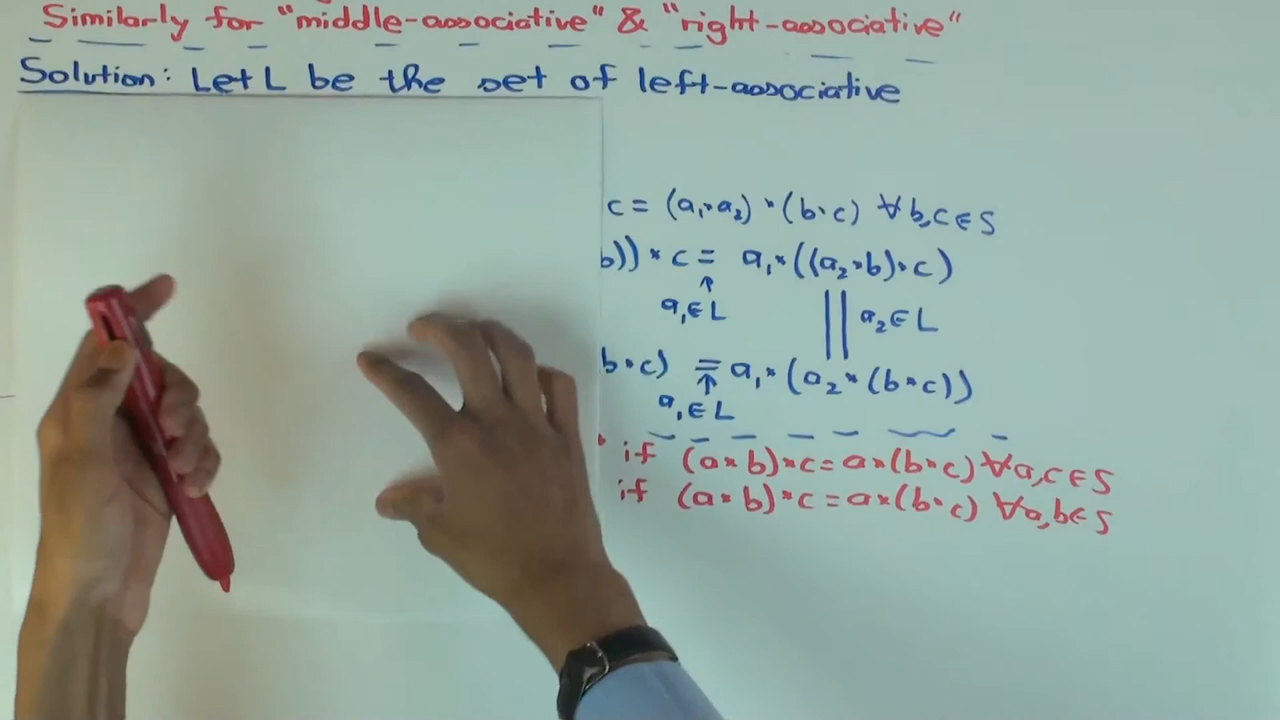 Similarly for "middle-associative" & "right-associative"
Solution: Let L be the set of left-associative
c = (a₁*a₂) * (b*c) ∀b,c∈S
b)) * c = a₁*((a₂*b)*c)
↑
a₁∈L || a₂∈L
b*c) = a₁*(a₂*(b*c))
↑
a₁∈L
if (a*b)*c=a*(b*c) ∀a,c∈S
if (a*b)*c=a*(b*c) ∀a,b∈S